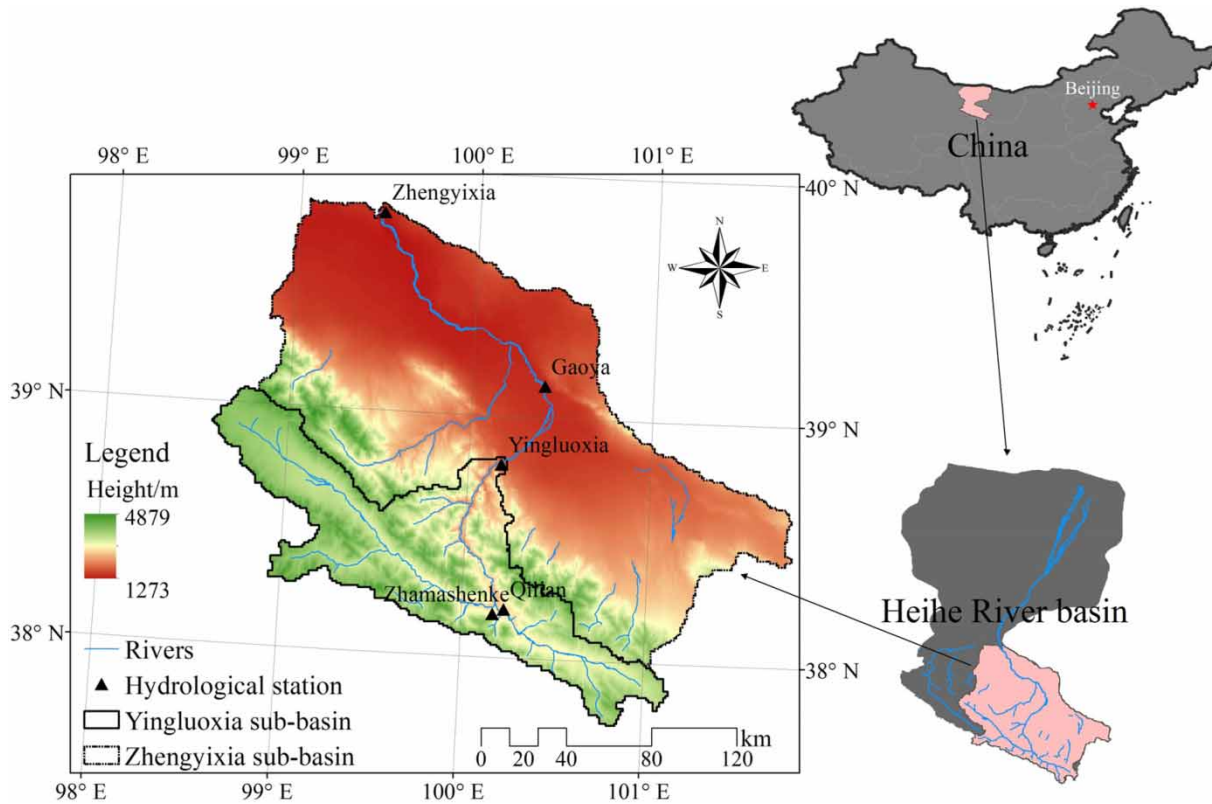 98° E
99° E
100° E
101° E
40° N
Zhengyixia
N
W
E
S
Gaoya
39° N
39° N
Yingluoxia
Legend
Height/m
4879
1273
Zhamashenke
Qilian
38° N
38° N
Rivers
Hydrological station
Yingluoxia sub-basin
Zhengyixia sub-basin
km
0 20 40 80 120
98° E
99° E
100° E
101° E
Beijing
China
Heihe River basin